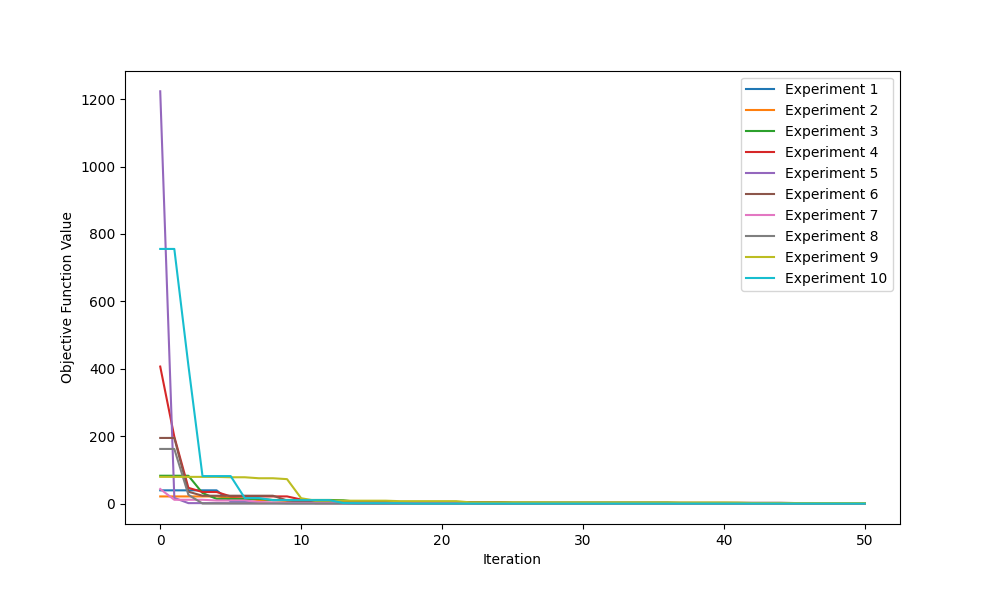 1200
1000
800
600
400
200
0
Objective Function Value
0 10 20 30 40 50
Iteration
Experiment 1
Experiment 2
Experiment 3
Experiment 4
Experiment 5
Experiment 6
Experiment 7
Experiment 8
Experiment 9
Experiment 10